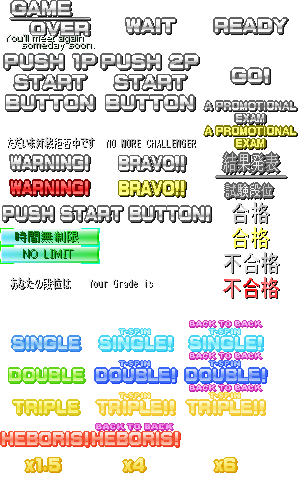 GAME
OVER
You'll meet again
someday soon.
WAIT
READY
PUSH 1P
START
BUTTON
PUSH 2P
START
BUTTON
GO!
A PROMOTIONAL
EXAM
A PROMOTIONAL
EXAM
ただいま対戦拒否中です
NO MORE CHALLENGER
WARNING!
BRAVO!!
結果発表
WARNING!
BRAVO!!
試験段位
PUSH START BUTTON!
合格
時間無制限
NO LIMIT
合格
不合格
あなたの段位は
Your Grade is
不合格
SINGLE
T-SPIN
SINGLE!
BACK TO BACK
T-SPIN
SINGLE!
DOUBLE
T-SPIN
DOUBLE!
BACK TO BACK
T-SPIN
DOUBLE!
TRIPLE
T-SPIN
TRIPLE!!
BACK TO BACK
T-SPIN
TRIPLE!!
HEBORIS!
BACK TO BACK
HEBORIS!
x1.5
x4
x6